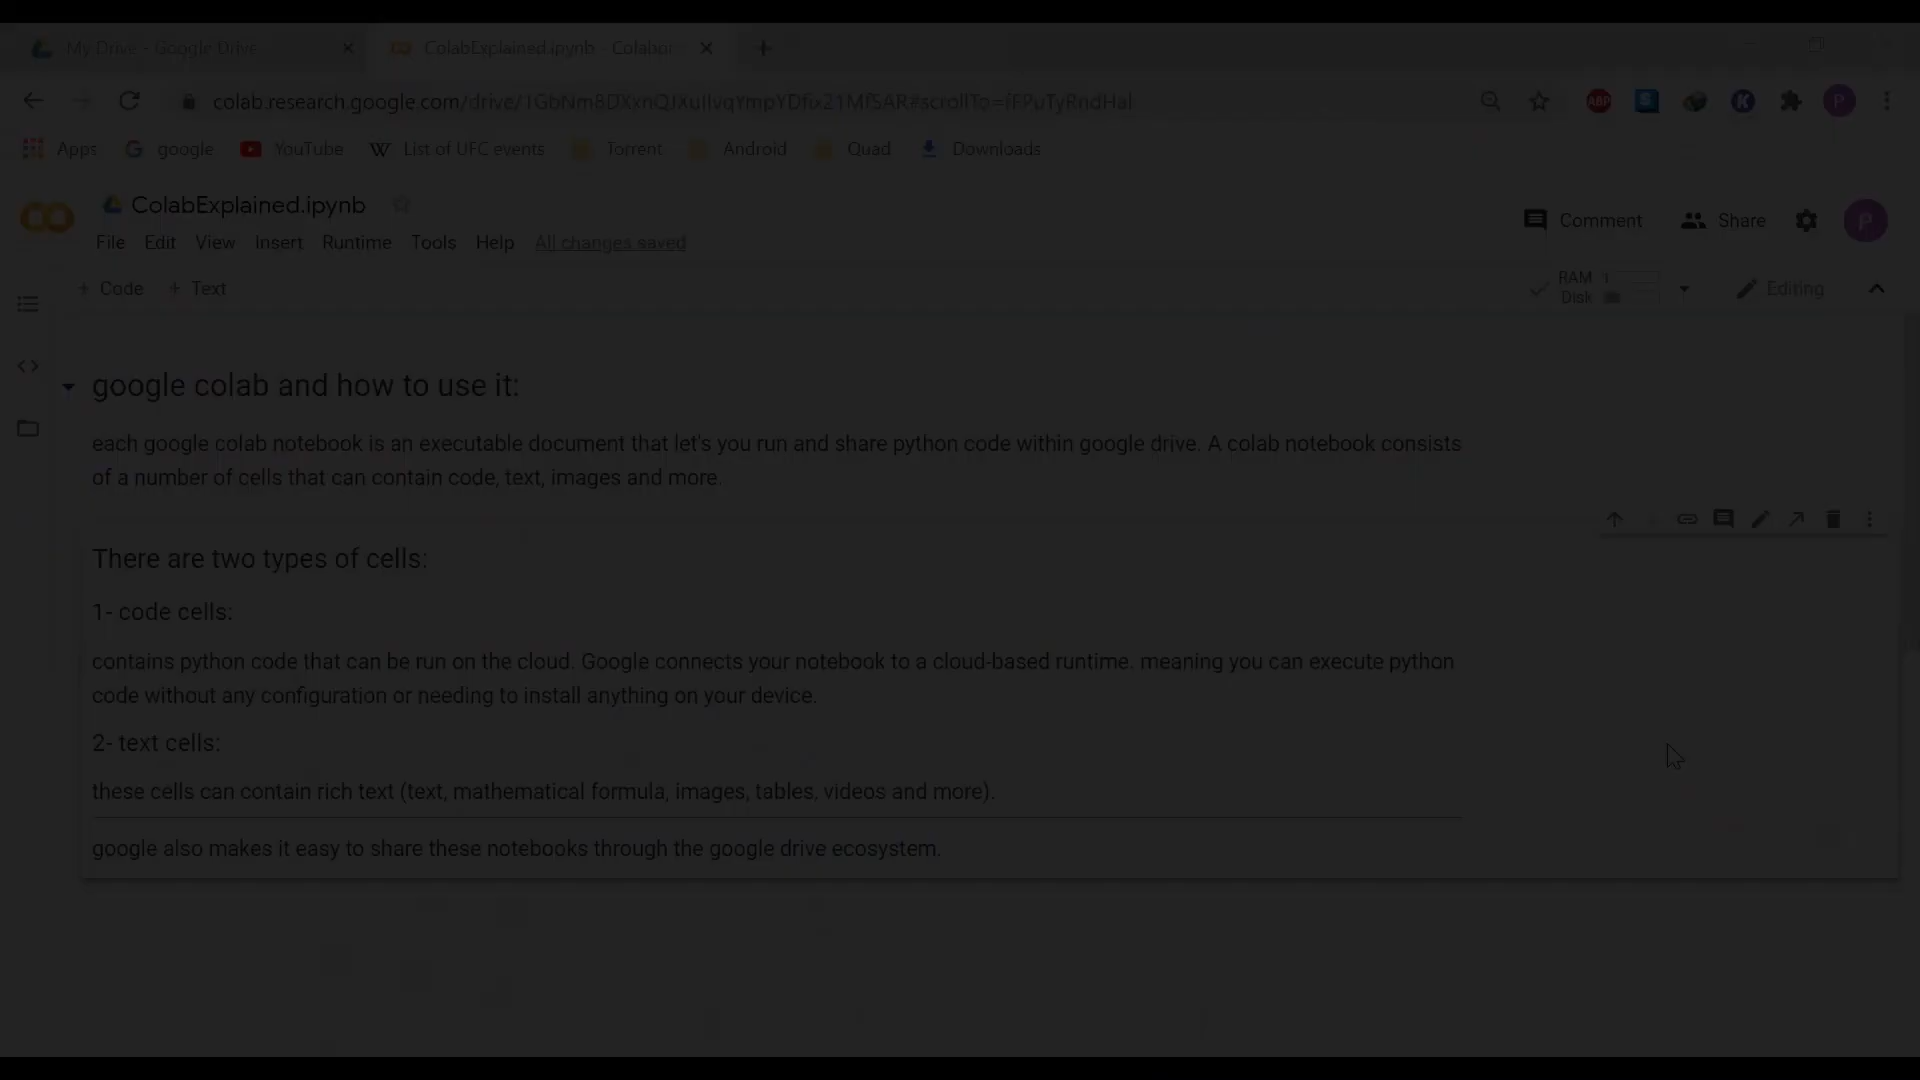 My Drive - Google Drive
ColabExplained.ipynb - Colabor
colab.research.google.com/drive/
Apps google YouTube List of UFC events Torrent Android Quad Downloads
ColabExplained.ipynb
Comment Share P
File Edit View Insert Runtime Tools Help All changes saved
+ Code + Text
RAM
Disk
Editing
google colab and how to use it:
each google colab notebook is an executable document that let's you run and share python code within google drive. A colab notebook consists
of a number of cells that can contain code, text, images and more.
There are two types of cells:
1- code cells:
contains python code that can be run on the cloud. Google connects your notebook to a cloud-based runtime. meaning you can execute python
code without any configuration or needing to install anything on your device.
2- text cells:
these cells can contain rich text (text, mathematical formula, images, tables, videos and more).
google also makes it easy to share these notebooks through the google drive ecosystem.